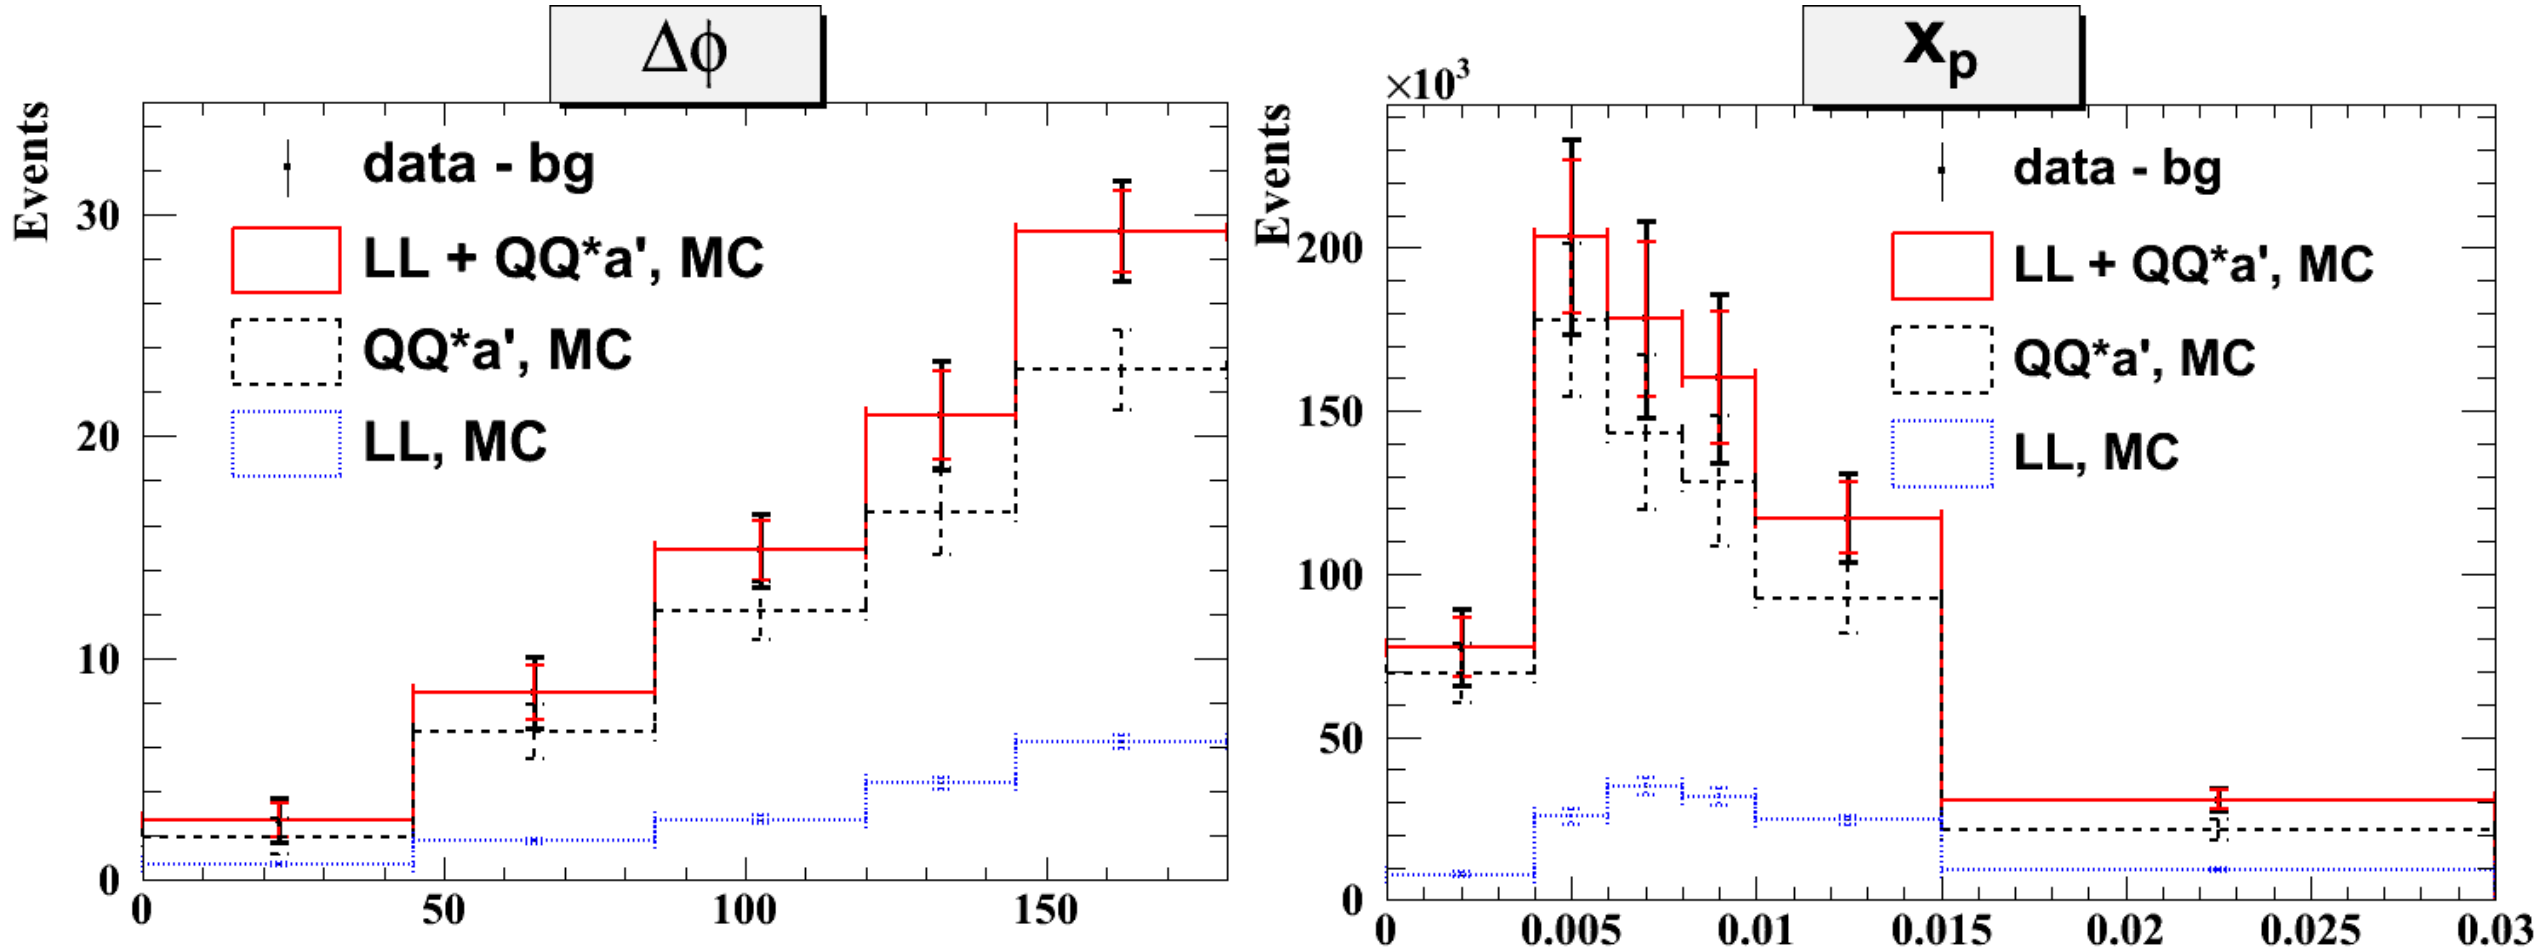 Δϕ
Events
data - bg
LL + QQ*a', MC
QQ*a', MC
LL, MC
30
20
10
0
0 50 100 150
x_p
×10³
Events
data - bg
LL + QQ*a', MC
QQ*a', MC
LL, MC
200
150
100
50
0
0 0.005 0.01 0.015 0.02 0.025 0.03